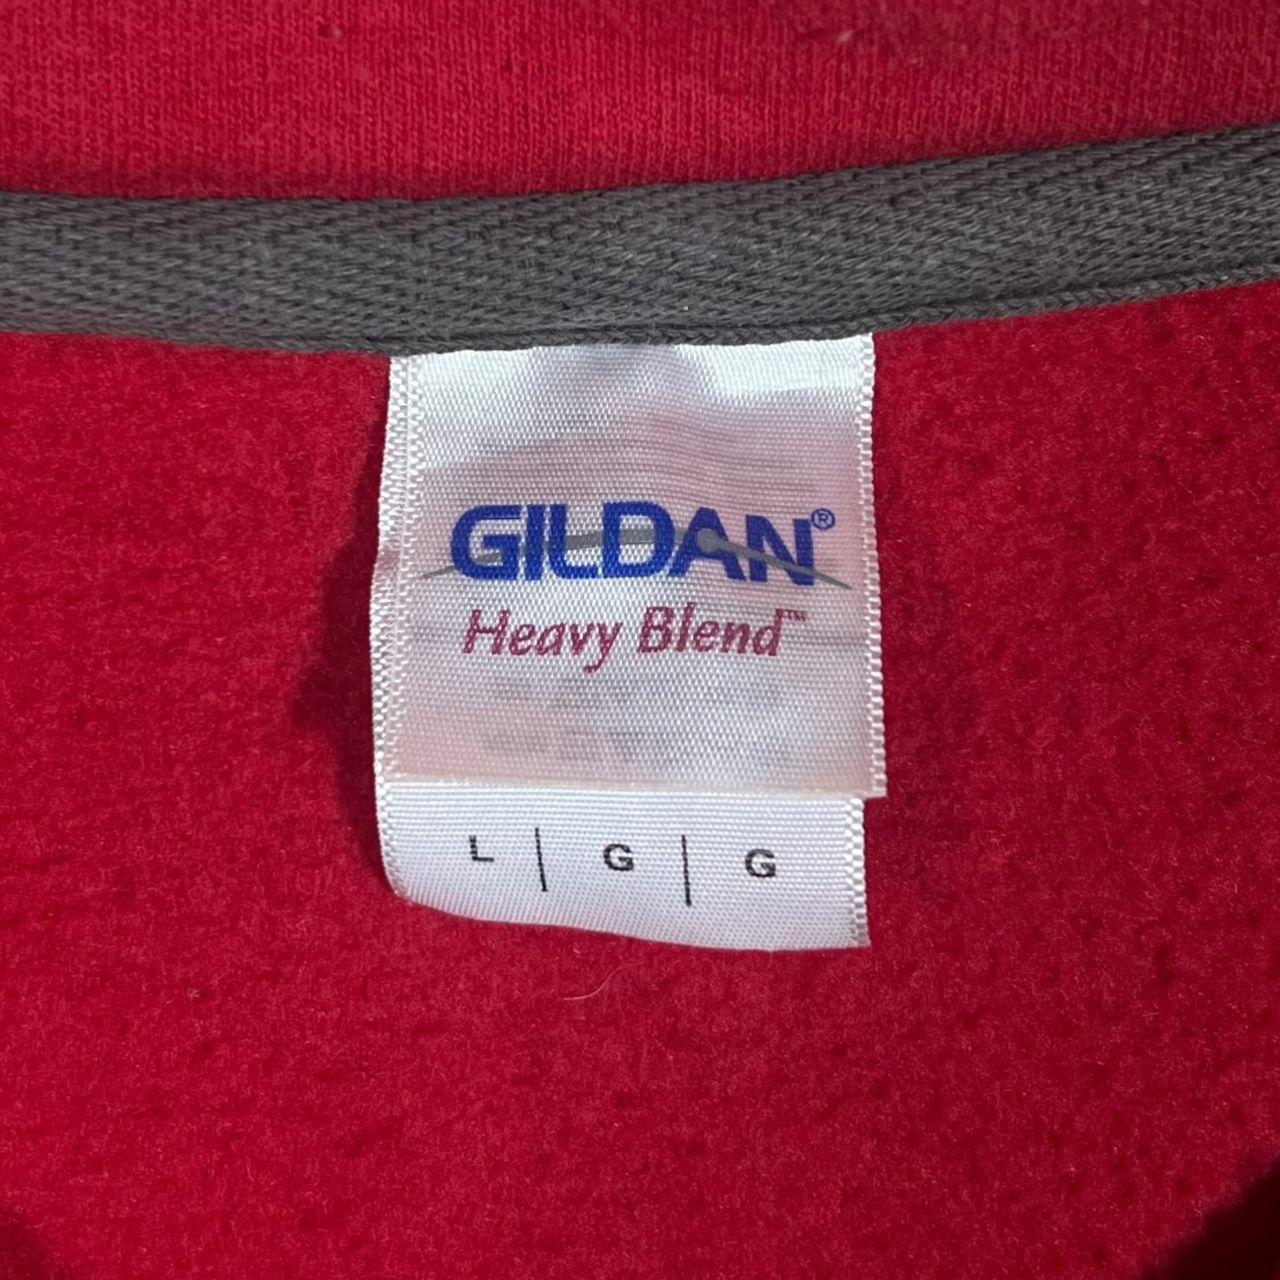 GILDAN®
Heavy Blend™
L | G | G